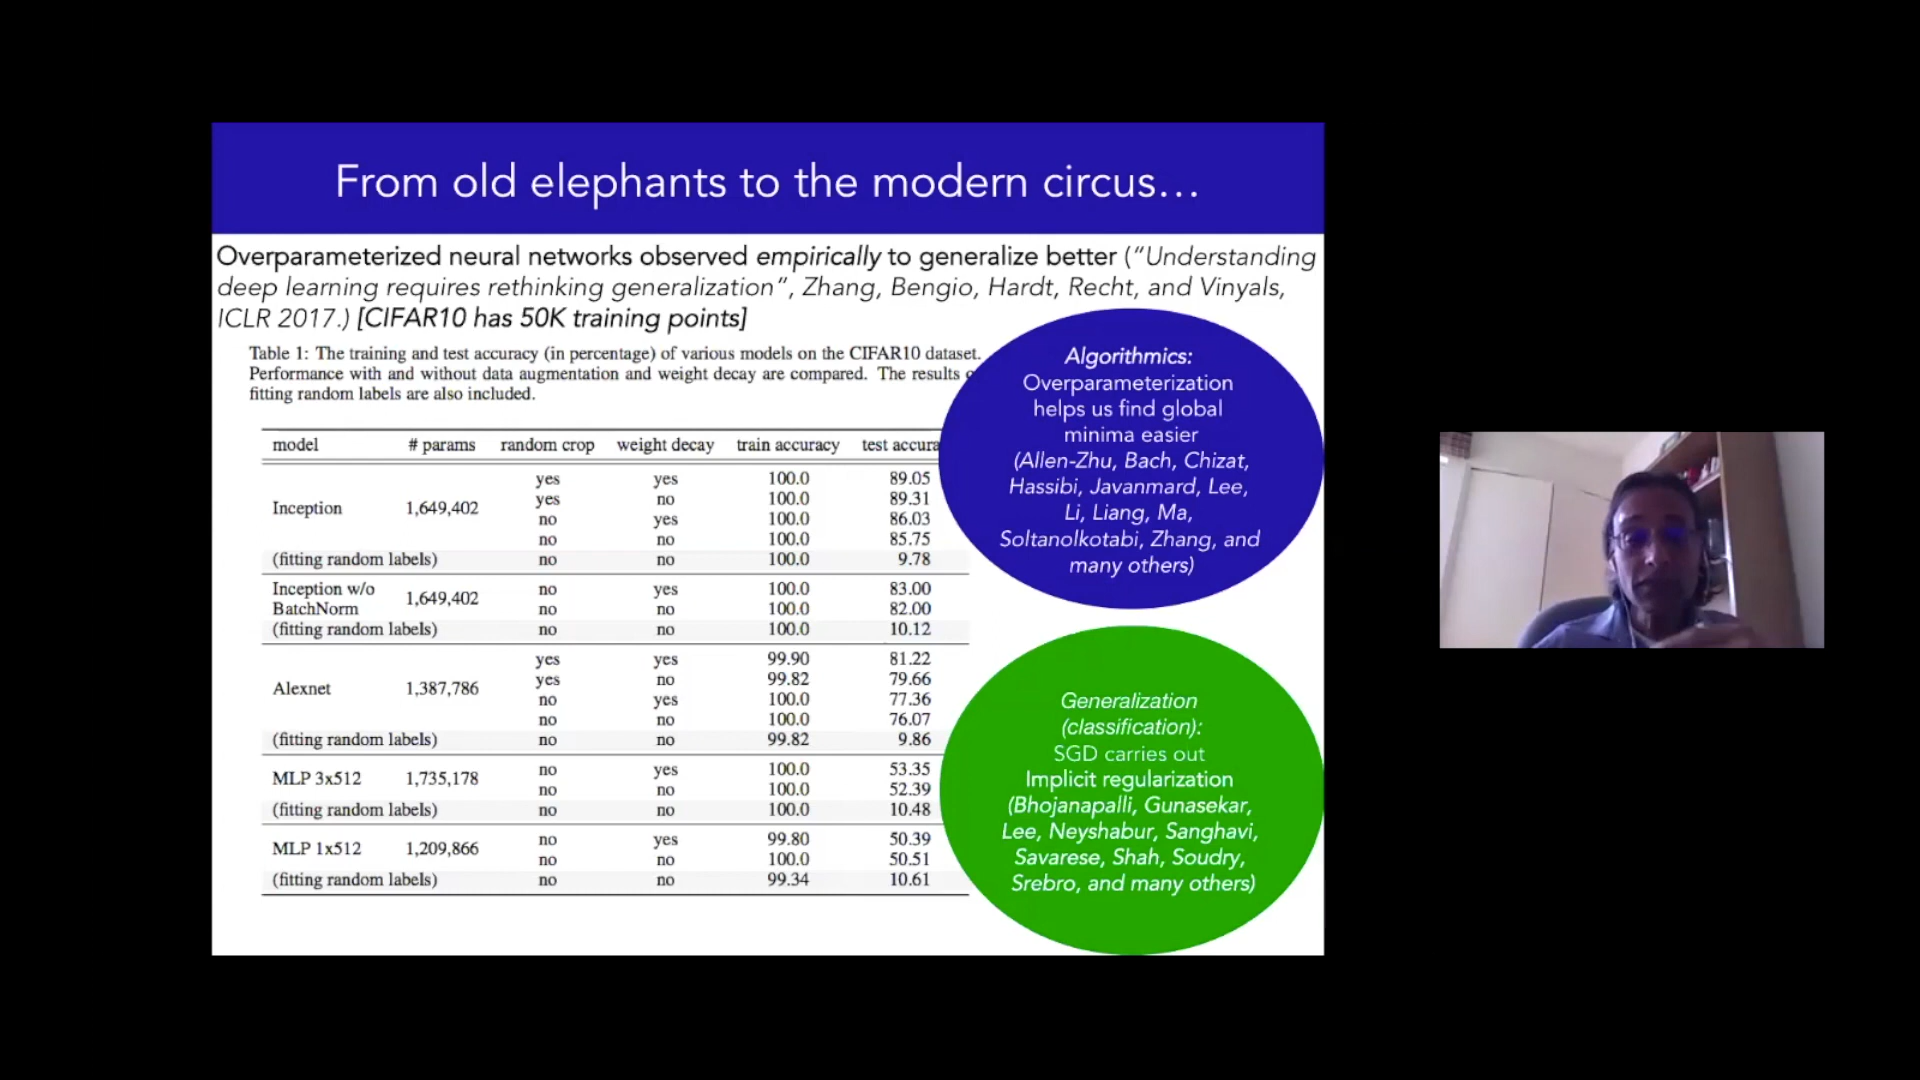 From old elephants to the modern circus...
Overparameterized neural networks observed empirically to generalize better (“Understanding
deep learning requires rethinking generalization”, Zhang, Bengio, Hardt, Recht, and Vinyals,
ICLR 2017.) [CIFAR10 has 50K training points]
Table 1: The training and test accuracy (in percentage) of various models on the CIFAR10 dataset.
Performance with and without data augmentation and weight decay are compared. The results
fitting random labels are also included.
model # params random crop weight decay train accuracy test accura
yes yes 100.0 89.05
yes no 100.0 89.31
Inception 1,649,402
no yes 100.0 86.03
no no 100.0 85.75
(fitting random labels) no no 100.0 9.78
Inception w/o no yes 100.0 83.00
1,649,402
BatchNorm no no 100.0 82.00
(fitting random labels) no no 100.0 10.12
yes yes 99.90 81.22
yes no 99.82 79.66
Alexnet 1,387,786
no yes 100.0 77.36
no no 100.0 76.07
(fitting random labels) no no 99.82 9.86
no yes 100.0 53.35
MLP 3x512 1,735,178
no no 100.0 52.39
(fitting random labels) no no 100.0 10.48
no yes 99.80 50.39
MLP 1x512 1,209,866
no no 100.0 50.51
(fitting random labels) no no 99.34 10.61
Algorithmics:
Overparameterization
helps us find global
minima easier
(Allen-Zhu, Bach, Chizat,
Hassibi, Javanmard, Lee,
Li, Liang, Ma,
Soltanolkotabi, Zhang, and
many others)
Generalization
(classification):
SGD carries out
Implicit regularization
(Bhojanapalli, Gunasekar,
Lee, Neyshabur, Sanghavi,
Savarese, Shah, Soudry,
Srebro, and many others)